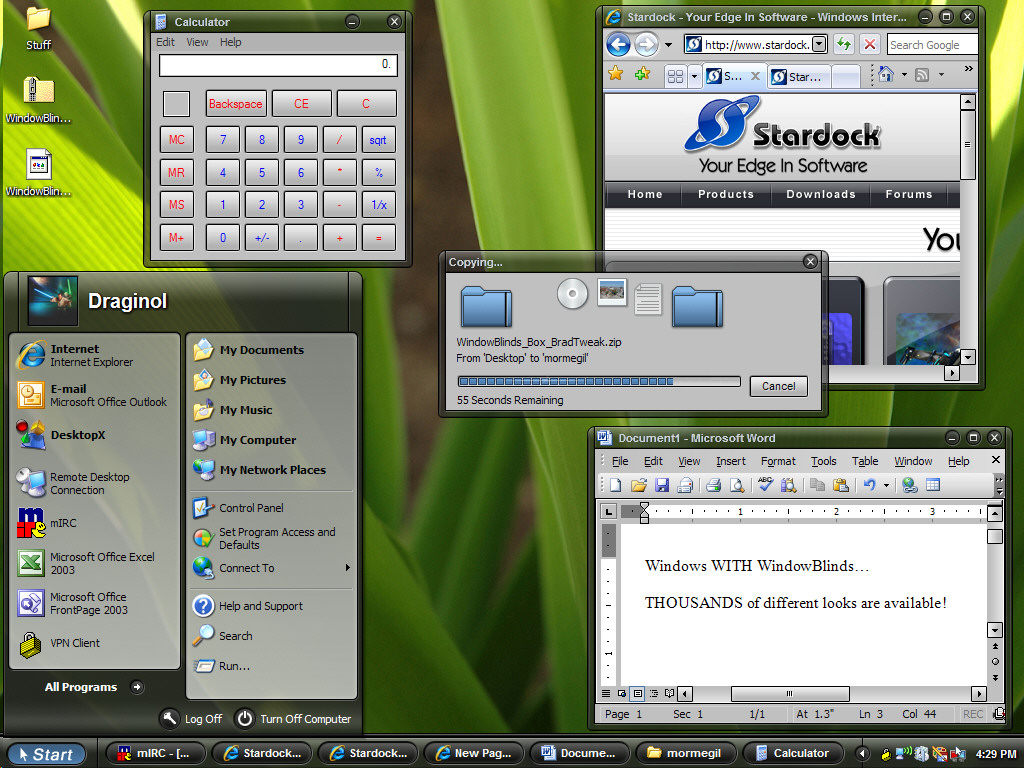 Stuff
WindowBlin...
WindowBlin...
Calculator
Edit View Help
0.
Backspace CE C
MC 7 8 9 / sqrt
MR 4 5 6 * %
MS 1 2 3 - 1/x
M+ 0 +/- . + =
Stardock - Your Edge In Software - Windows Inter...
http://www.stardock.
Search Google
S...
Star...
Stardock
Your Edge In Software
Home Products Downloads Forums
Copying...
WindowBlinds_Box_BradTweak.zip
From 'Desktop' to 'mormegil'
55 Seconds Remaining
Cancel
Draginol
Internet
Internet Explorer
E-mail
Microsoft Office Outlook
DesktopX
Remote Desktop
Connection
mIRC
Microsoft Office Excel
2003
Microsoft Office
FrontPage 2003
VPN Client
All Programs
My Documents
My Pictures
My Music
My Computer
My Network Places
Control Panel
Set Program Access and
Defaults
Connect To
Help and Support
Search
Run...
Log Off
Turn Off Computer
Document1 - Microsoft Word
File Edit View Insert Format Tools Table Window Help
L
1 2 3
Windows WITH WindowBlinds...
THOUSANDS of different looks are available!
Page 1 Sec 1 1/1 At 1.3" Ln 3 Col 44 REC
Start
mIRC - [...
Stardock...
Stardock...
New Pag...
Docume...
mormegil
Calculator
4:29 PM